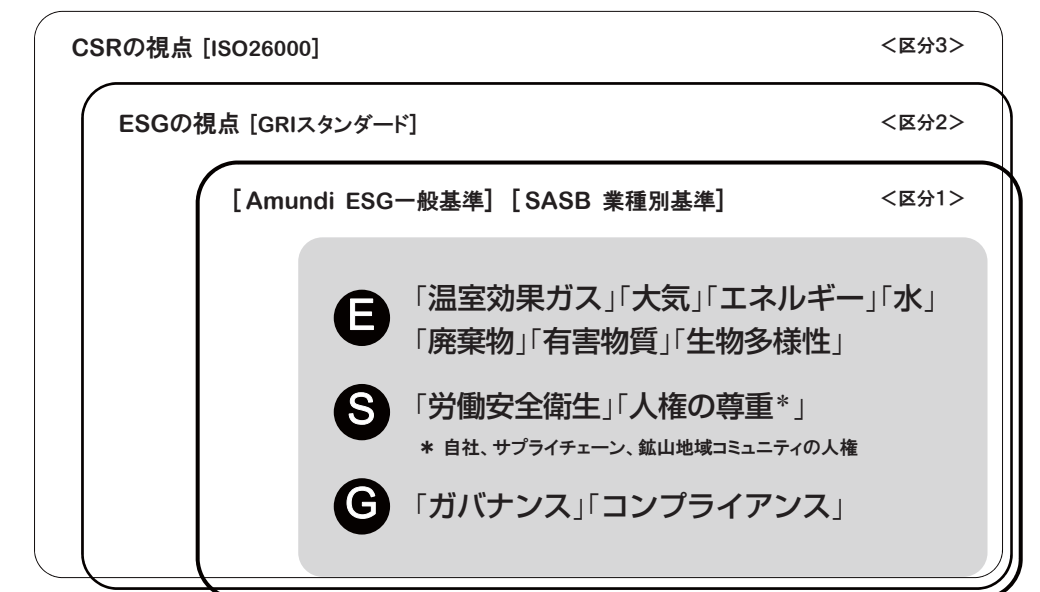 CSRの視点 [ISO26000] <区分3>
ESGの視点 [GRIスタンダード] <区分2>
[Amundi ESG一般基準] [SASB 業種別基準] <区分1>
E 「温室効果ガス」「大気」「エネルギー」「水」
「廃棄物」「有害物質」「生物多様性」
S 「労働安全衛生」「人権の尊重*」
* 自社、サプライチェーン、鉱山地域コミュニティの人権
G 「ガバナンス」「コンプライアンス」